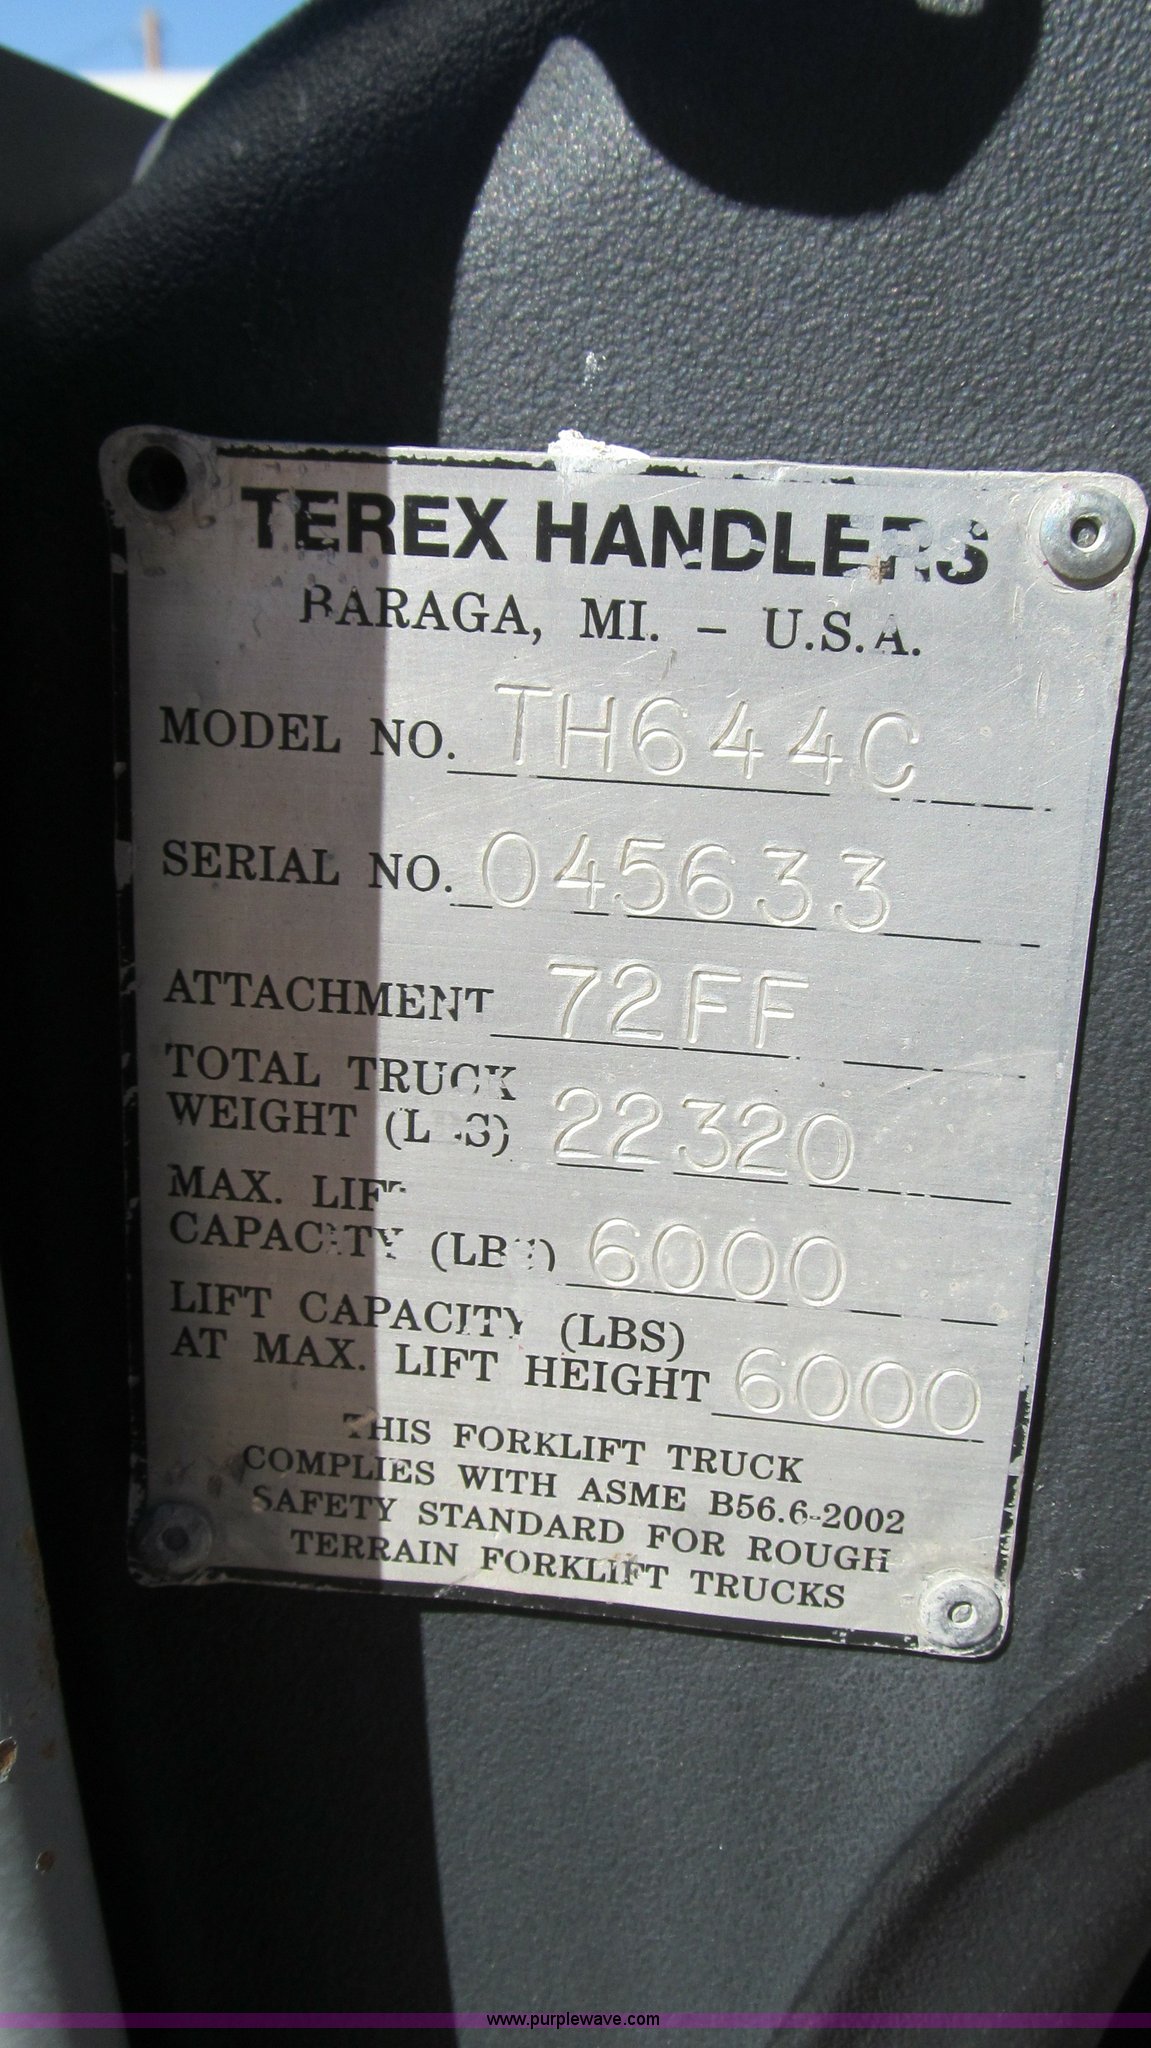 TEREX HANDLERS
BARAGA, MI. - U.S.A.
MODEL NO. TH644C
SERIAL NO. 045633
ATTACHMENT 72FF
TOTAL TRUCK
WEIGHT (LBS) 22320
MAX. LIFT
CAPACITY (LBS) 6000
LIFT CAPACITY (LBS)
AT MAX. LIFT HEIGHT 6000
THIS FORKLIFT TRUCK
COMPLIES WITH ASME B56.6-2002
SAFETY STANDARD FOR ROUGH
TERRAIN FORKLIFT TRUCKS
www.purplewave.com